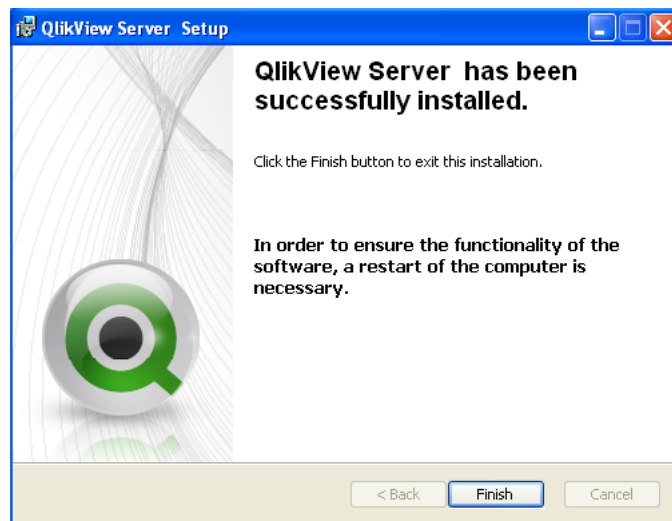 QlikView Server Setup
QlikView Server has been
successfully installed.
Click the Finish button to exit this installation.
In order to ensure the functionality of the
software, a restart of the computer is
necessary.
< Back
Finish
Cancel